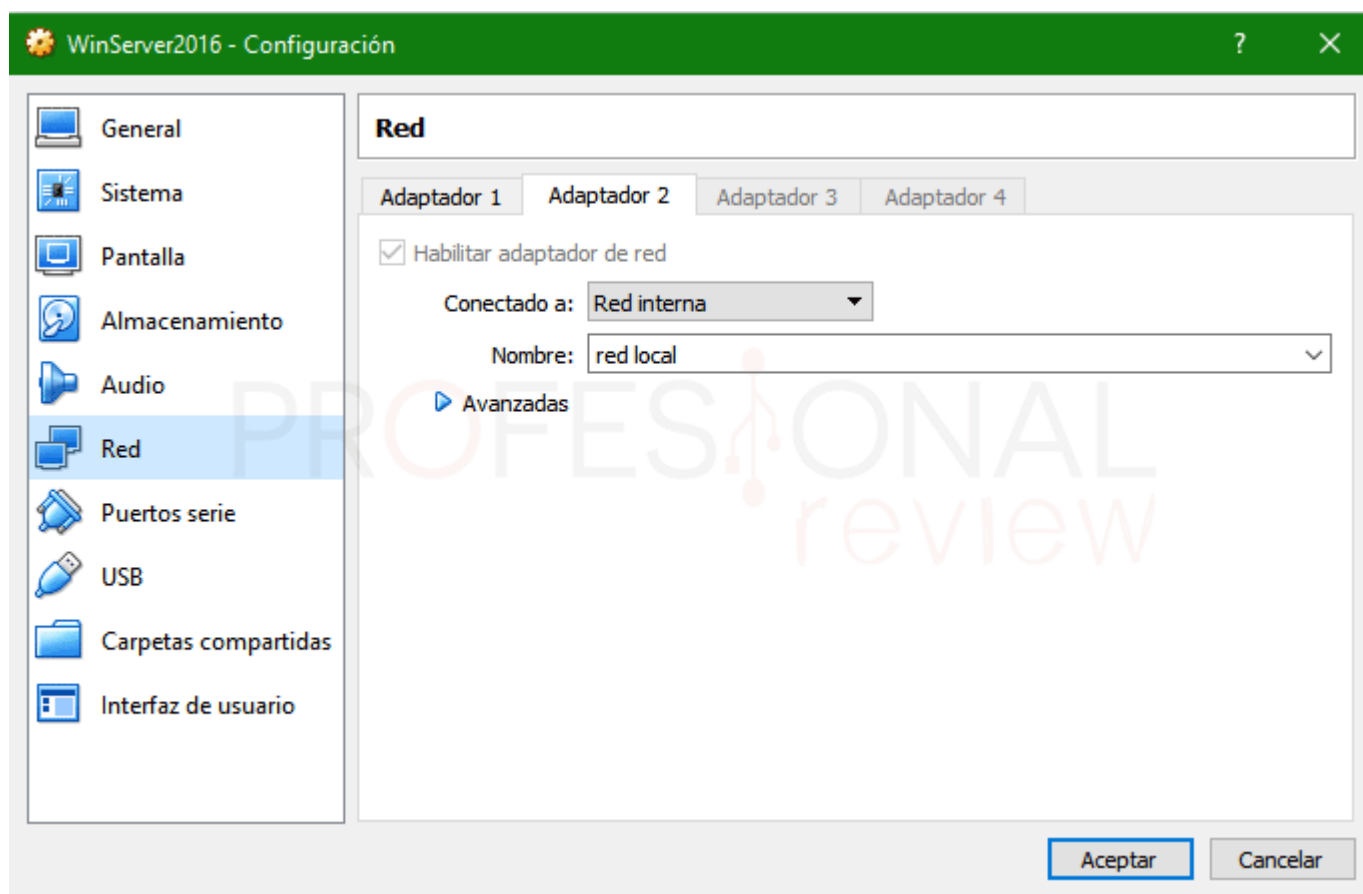 WinServer2016 - Configuración
?
General
Sistema
Pantalla
Almacenamiento
Audio
Red
Puertos serie
USB
Carpetas compartidas
Interfaz de usuario
Red
Adaptador 1
Adaptador 2
Adaptador 3
Adaptador 4
Habilitar adaptador de red
Conectado a: Red interna
Nombre: red local
Avanzadas
PROFESIONAL
review
Aceptar
Cancelar